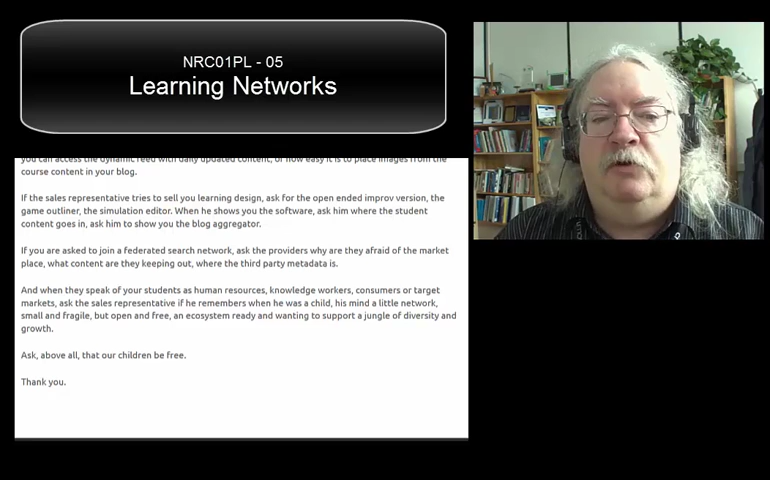 NRC01PL - 05
Learning Networks
you can access the dynamic feed with daily updated content, or how easy it is to place images from the
course content in your blog.
If the sales representative tries to sell you learning design, ask for the open ended improv version, the
game outliner, the simulation editor. When he shows you the software, ask him where the student
content goes in, ask him to show you the blog aggregator.
If you are asked to join a federated search network, ask the providers why are they afraid of the market
place, what content are they keeping out, where the third party metadata is.
And when they speak of your students as human resources, knowledge workers, consumers or target
markets, ask the sales representative if he remembers when he was a child, his mind a little network,
small and fragile, but open and free, an ecosystem ready and wanting to support a jungle of diversity and
growth.
Ask, above all, that our children be free.
Thank you.